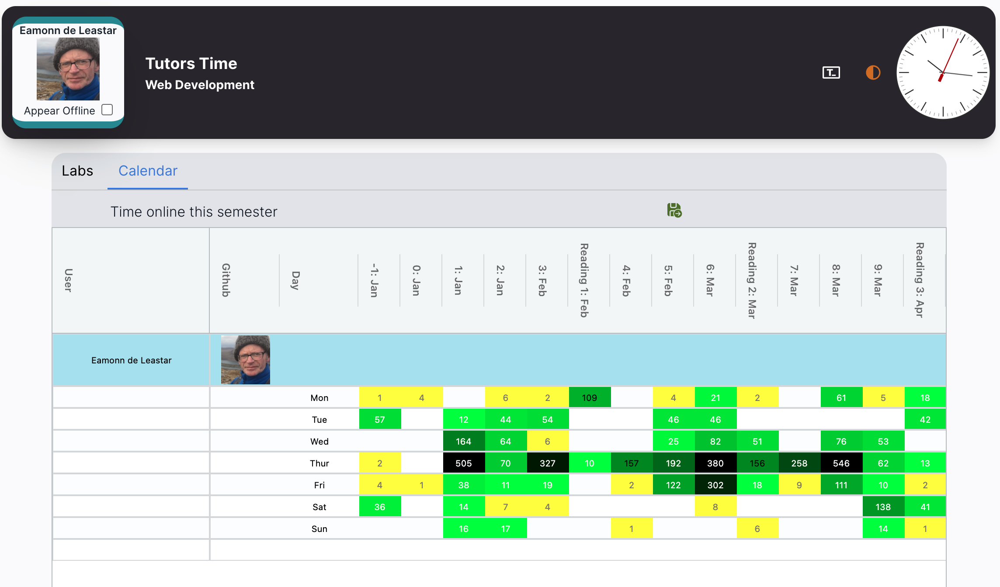 Eamonn de Leastar
Appear Offline
Tutors Time
Web Development
T_
Labs Calendar
Time online this semester
User Github Day -1: Jan 0: Jan 1: Jan 2: Jan 3: Feb Reading 1: Feb 4: Feb 5: Feb 6: Mar Reading 2: Mar 7: Mar 8: Mar 9: Mar Reading 3: Apr
Eamonn de Leastar
Mon 1 4 6 2 109 4 21 2 61 5 18
Tue 57 12 44 54 46 46 42
Wed 164 64 6 25 82 51 76 53
Thur 2 505 70 327 10 157 192 380 156 258 546 62 13
Fri 4 1 38 11 19 2 122 302 18 9 111 10 2
Sat 36 14 7 4 8 138 41
Sun 16 17 1 6 14 1